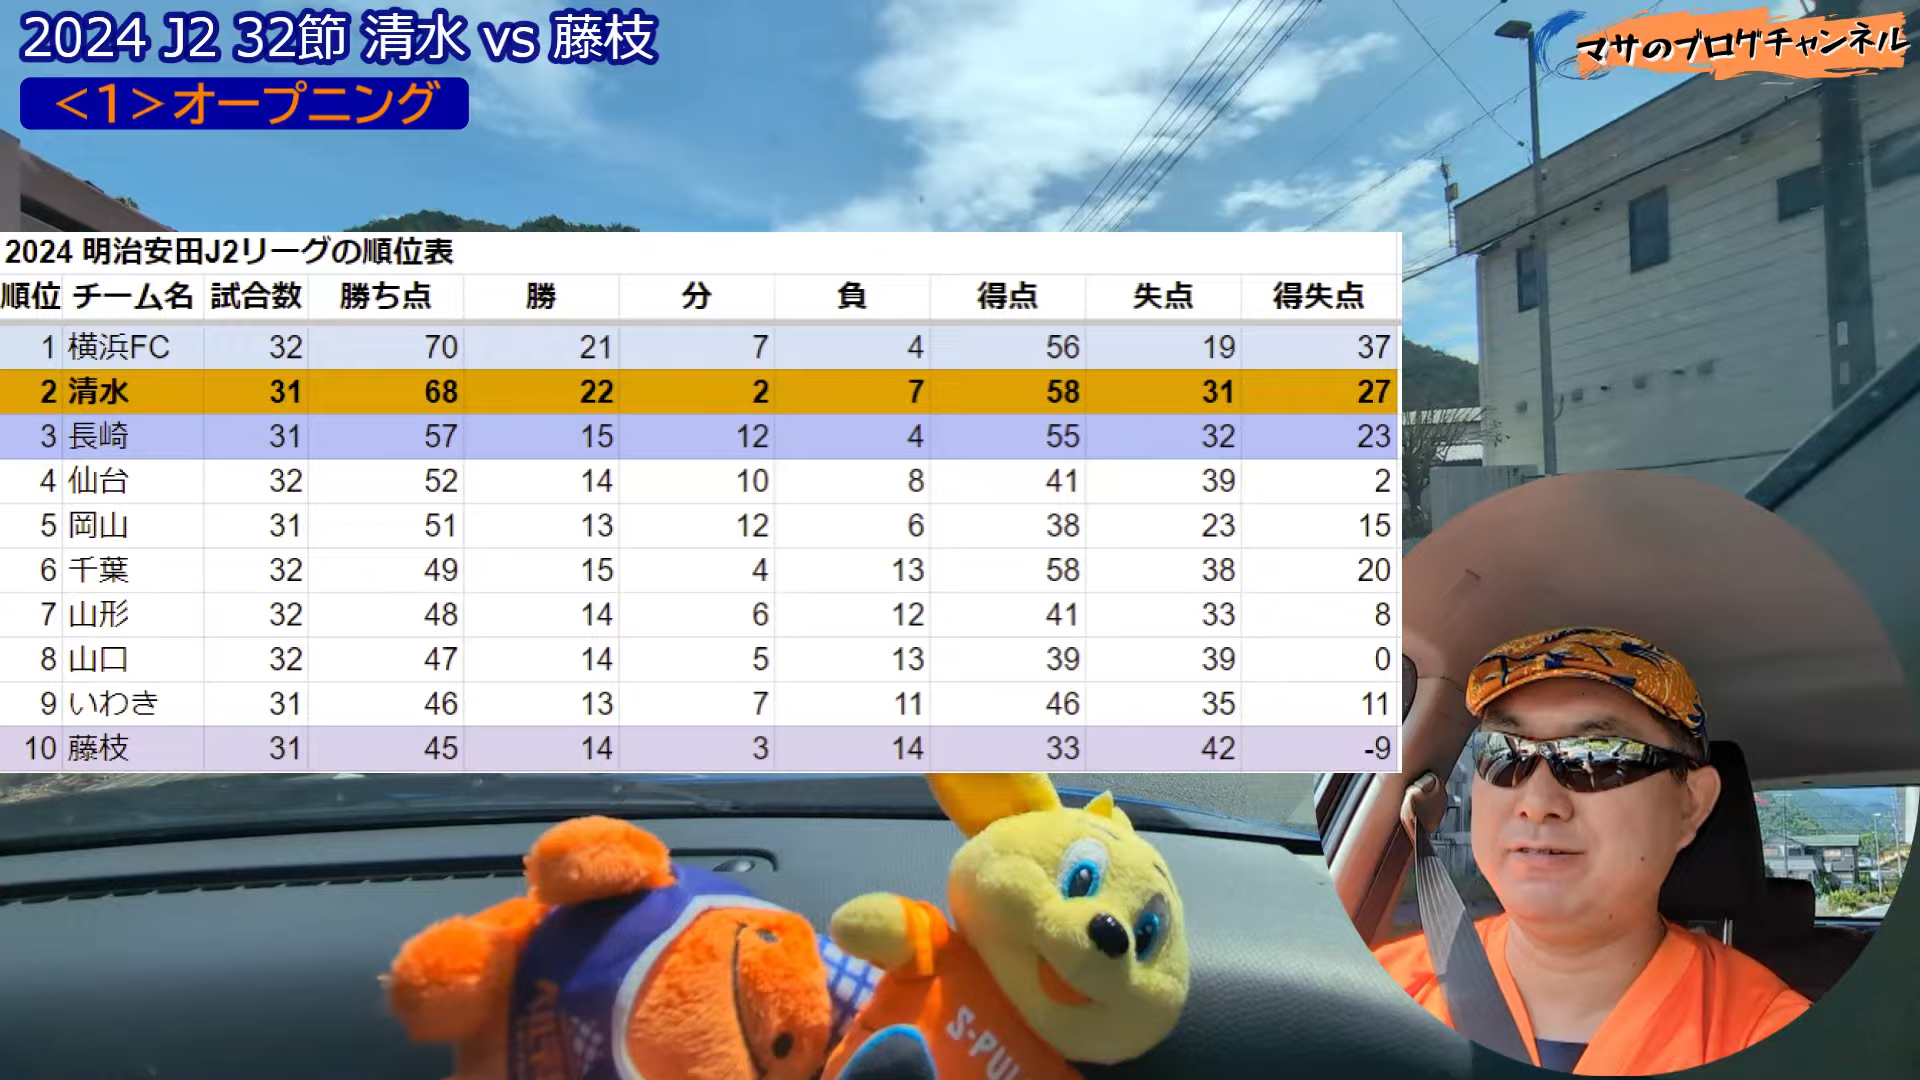 2024 J2 32節 清水 vs 藤枝
マサのブログチャンネル
＜1＞オープニング
2024 明治安田J2リーグの順位表
順位 チーム名 試合数 勝ち点 勝 分 負 得点 失点 得失点
1 横浜FC 32 70 21 7 4 56 19 37
2 清水 31 68 22 2 7 58 31 27
3 長崎 31 57 15 12 4 55 32 23
4 仙台 32 52 14 10 8 41 39 2
5 岡山 31 51 13 12 6 38 23 15
6 千葉 32 49 15 4 13 58 38 20
7 山形 32 48 14 6 12 41 33 8
8 山口 32 47 14 5 13 39 39 0
9 いわき 31 46 13 7 11 46 35 11
10 藤枝 31 45 14 3 14 33 42 -9
S-PUL